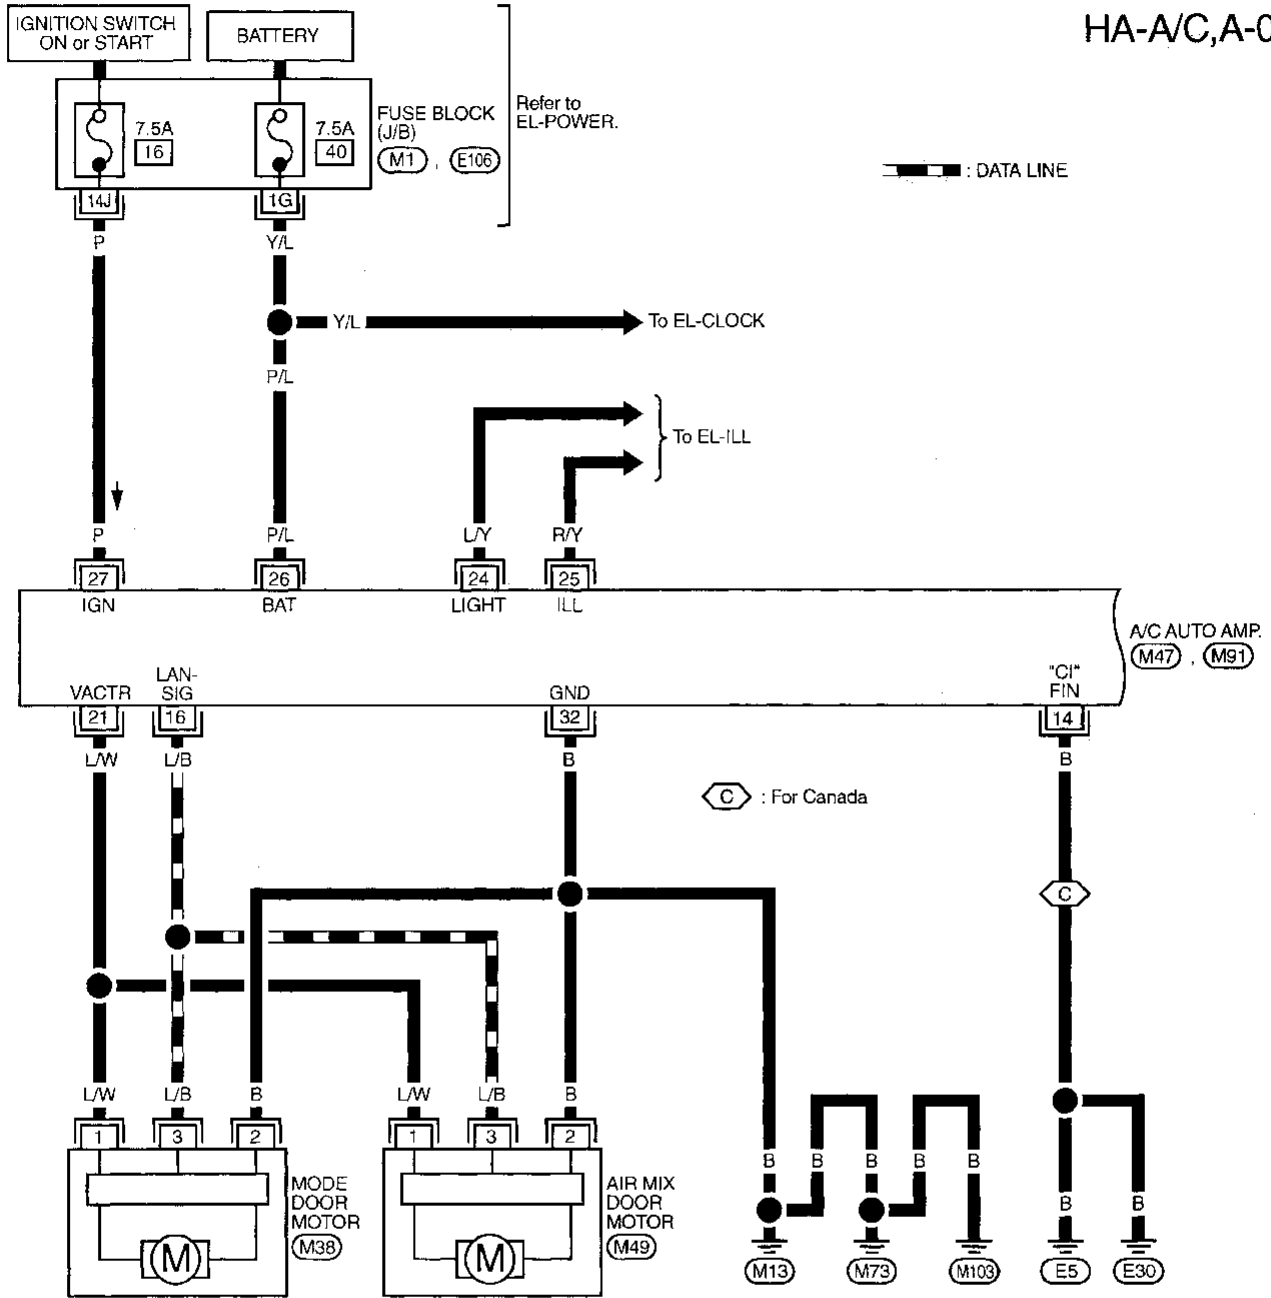 IGNITION SWITCH
ON or START
BATTERY
HA-A/C,A-0
7.5A
16
7.5A
40
FUSE BLOCK
(J/B)
M1 , E106
Refer to
EL-POWER.
: DATA LINE
14J
1G
P
Y/L
Y/L
To EL-CLOCK
P/L
To EL-ILL
P
P/L
L/Y
R/Y
27
26
24
25
IGN
BAT
LIGHT
ILL
A/C AUTO AMP.
M47 , M91
VACTR
LAN-
SIG
GND
"CI"
FIN
21
16
32
14
L/W
L/B
B
B
C : For Canada
C
L/W
L/B
B
L/W
L/B
B
1
3
2
1
3
2
B
B
B
B
B
B
B
MODE
DOOR
MOTOR
M38
M
AIR MIX
DOOR
MOTOR
M49
M
M13
M73
M103
E5
E30